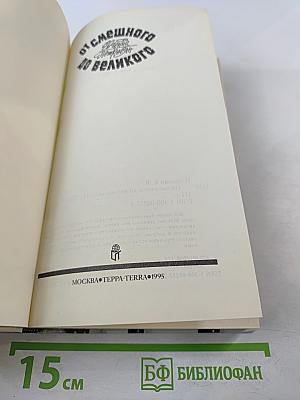 ОТ СМЕШНОГО
ДО ВЕЛИКОГО
МОСКВА•ТЕРРА-TERRA•1995
15 см
БФ БИБЛИОФАН